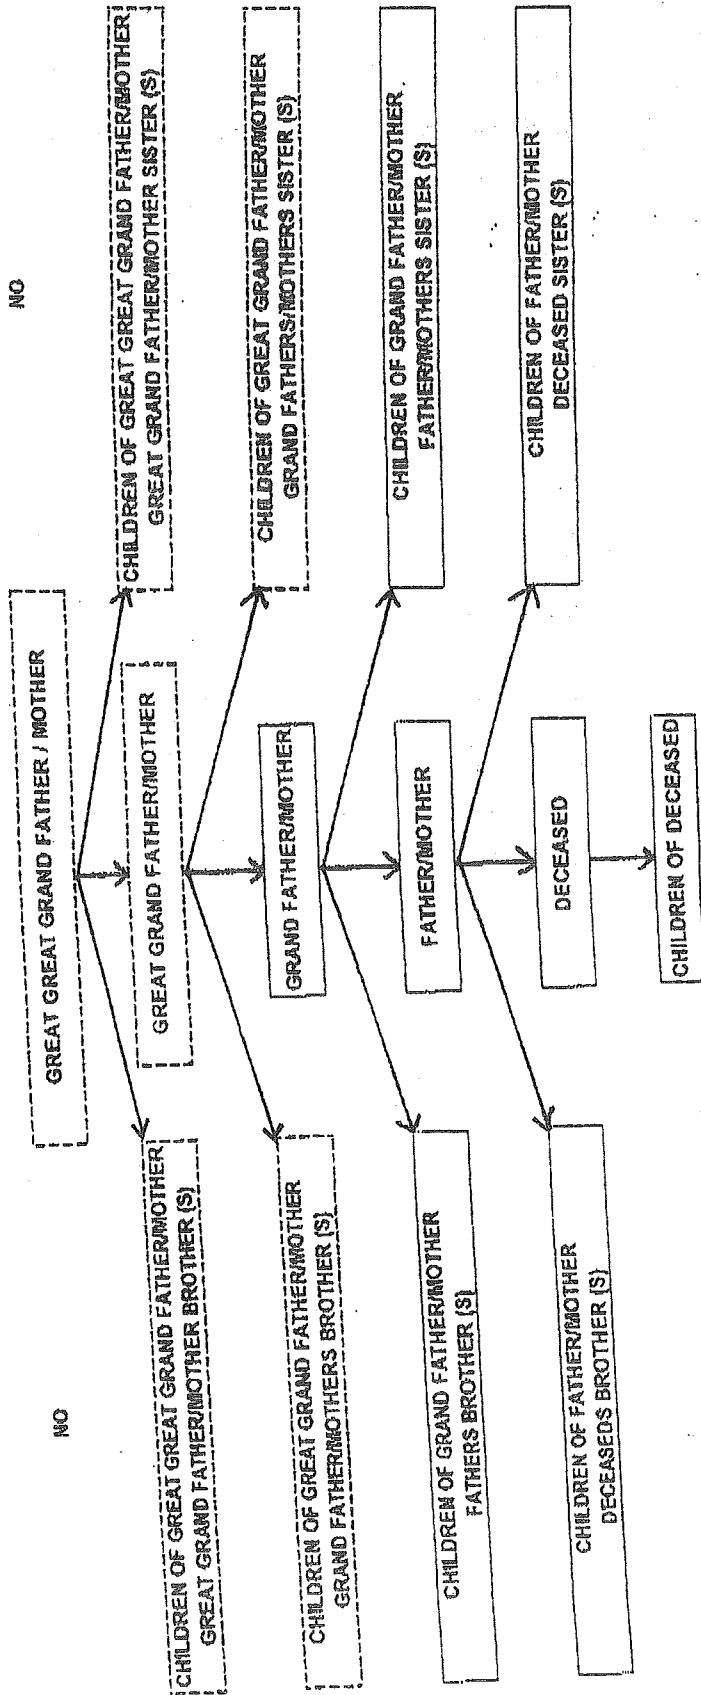 NO
NO
GREAT GREAT GRAND FATHER / MOTHER
CHILDREN OF GREAT GREAT GRAND FATHER/MOTHER
GREAT GRAND FATHER/MOTHER BROTHER (S)
GREAT GRAND FATHER/MOTHER
CHILDREN OF GREAT GREAT GRAND FATHER/MOTHER
GREAT GRAND FATHER/MOTHER SISTER (S)
CHILDREN OF GREAT GRAND FATHER/MOTHER
GRAND FATHER/MOTHERS BROTHER (S)
GRAND FATHER/MOTHER
CHILDREN OF GREAT GRAND FATHER/MOTHER
GRAND FATHERS/MOTHERS SISTER (S)
CHILDREN OF GRAND FATHER/MOTHER
FATHERS BROTHER (S)
FATHER/MOTHER
CHILDREN OF GRAND FATHER/MOTHER
FATHER/MOTHERS SISTER (S)
CHILDREN OF FATHER/MOTHER
DECEASEDS BROTHER (S)
DECEASED
CHILDREN OF FATHER/MOTHER
DECEASED SISTER (S)
CHILDREN OF DECEASED